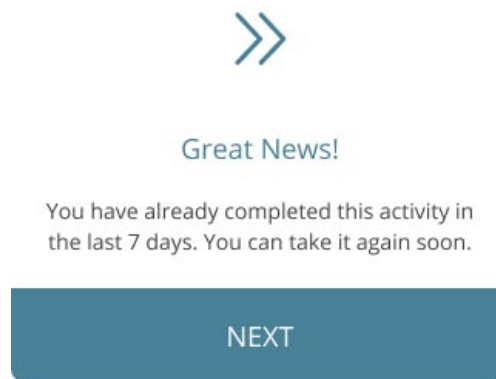 Great News!
You have already completed this activity in
the last 7 days. You can take it again soon.
NEXT